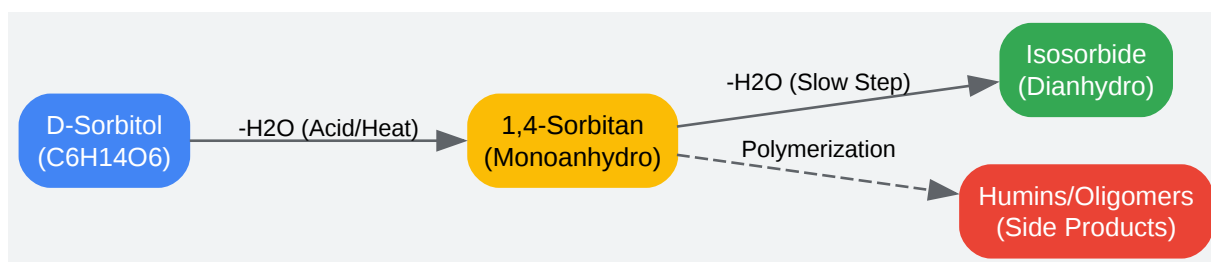 D-Sorbitol
(C6H14O6)
-H2O (Acid/Heat)
1,4-Sorbitan
(Monoanhydro)
-H2O (Slow Step)
Isosorbide
(Dianhydro)
Polymerization
Humins/Oligomers
(Side Products)